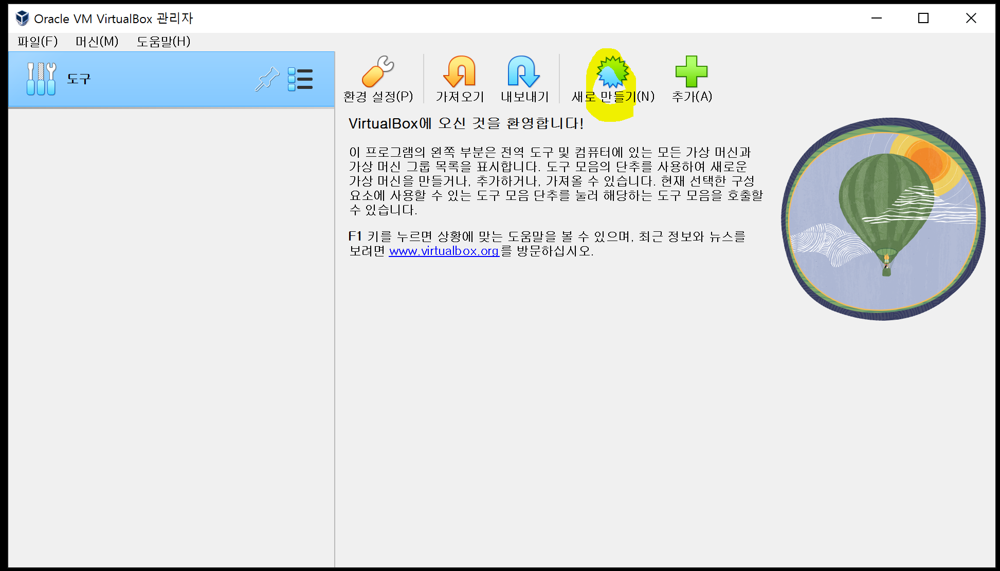 Oracle VM VirtualBox 관리자
파일(F) 머신(M) 도움말(H)
도구
환경 설정(P) 가져오기 내보내기 새로 만들기(N) 추가(A)
VirtualBox에 오신 것을 환영합니다!
이 프로그램의 왼쪽 부분은 전역 도구 및 컴퓨터에 있는 모든 가상 머신과
가상 머신 그룹 목록을 표시합니다. 도구 모음의 단추를 사용하여 새로운
가상 머신을 만들거나, 추가하거나, 가져올 수 있습니다. 현재 선택한 구성
요소에 사용할 수 있는 도구 모음 단추를 눌러 해당하는 도구 모음을 호출할
수 있습니다.
F1 키를 누르면 상황에 맞는 도움말을 볼 수 있으며, 최근 정보와 뉴스를
보려면 www.virtualbox.org를 방문하십시오.